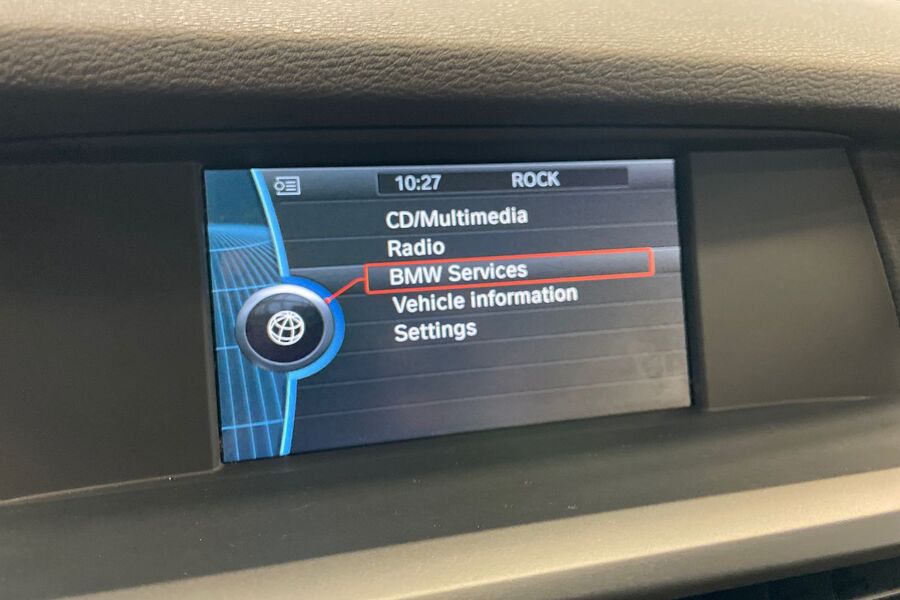 10:27 ROCK
CD/Multimedia
Radio
BMW Services
Vehicle information
Settings